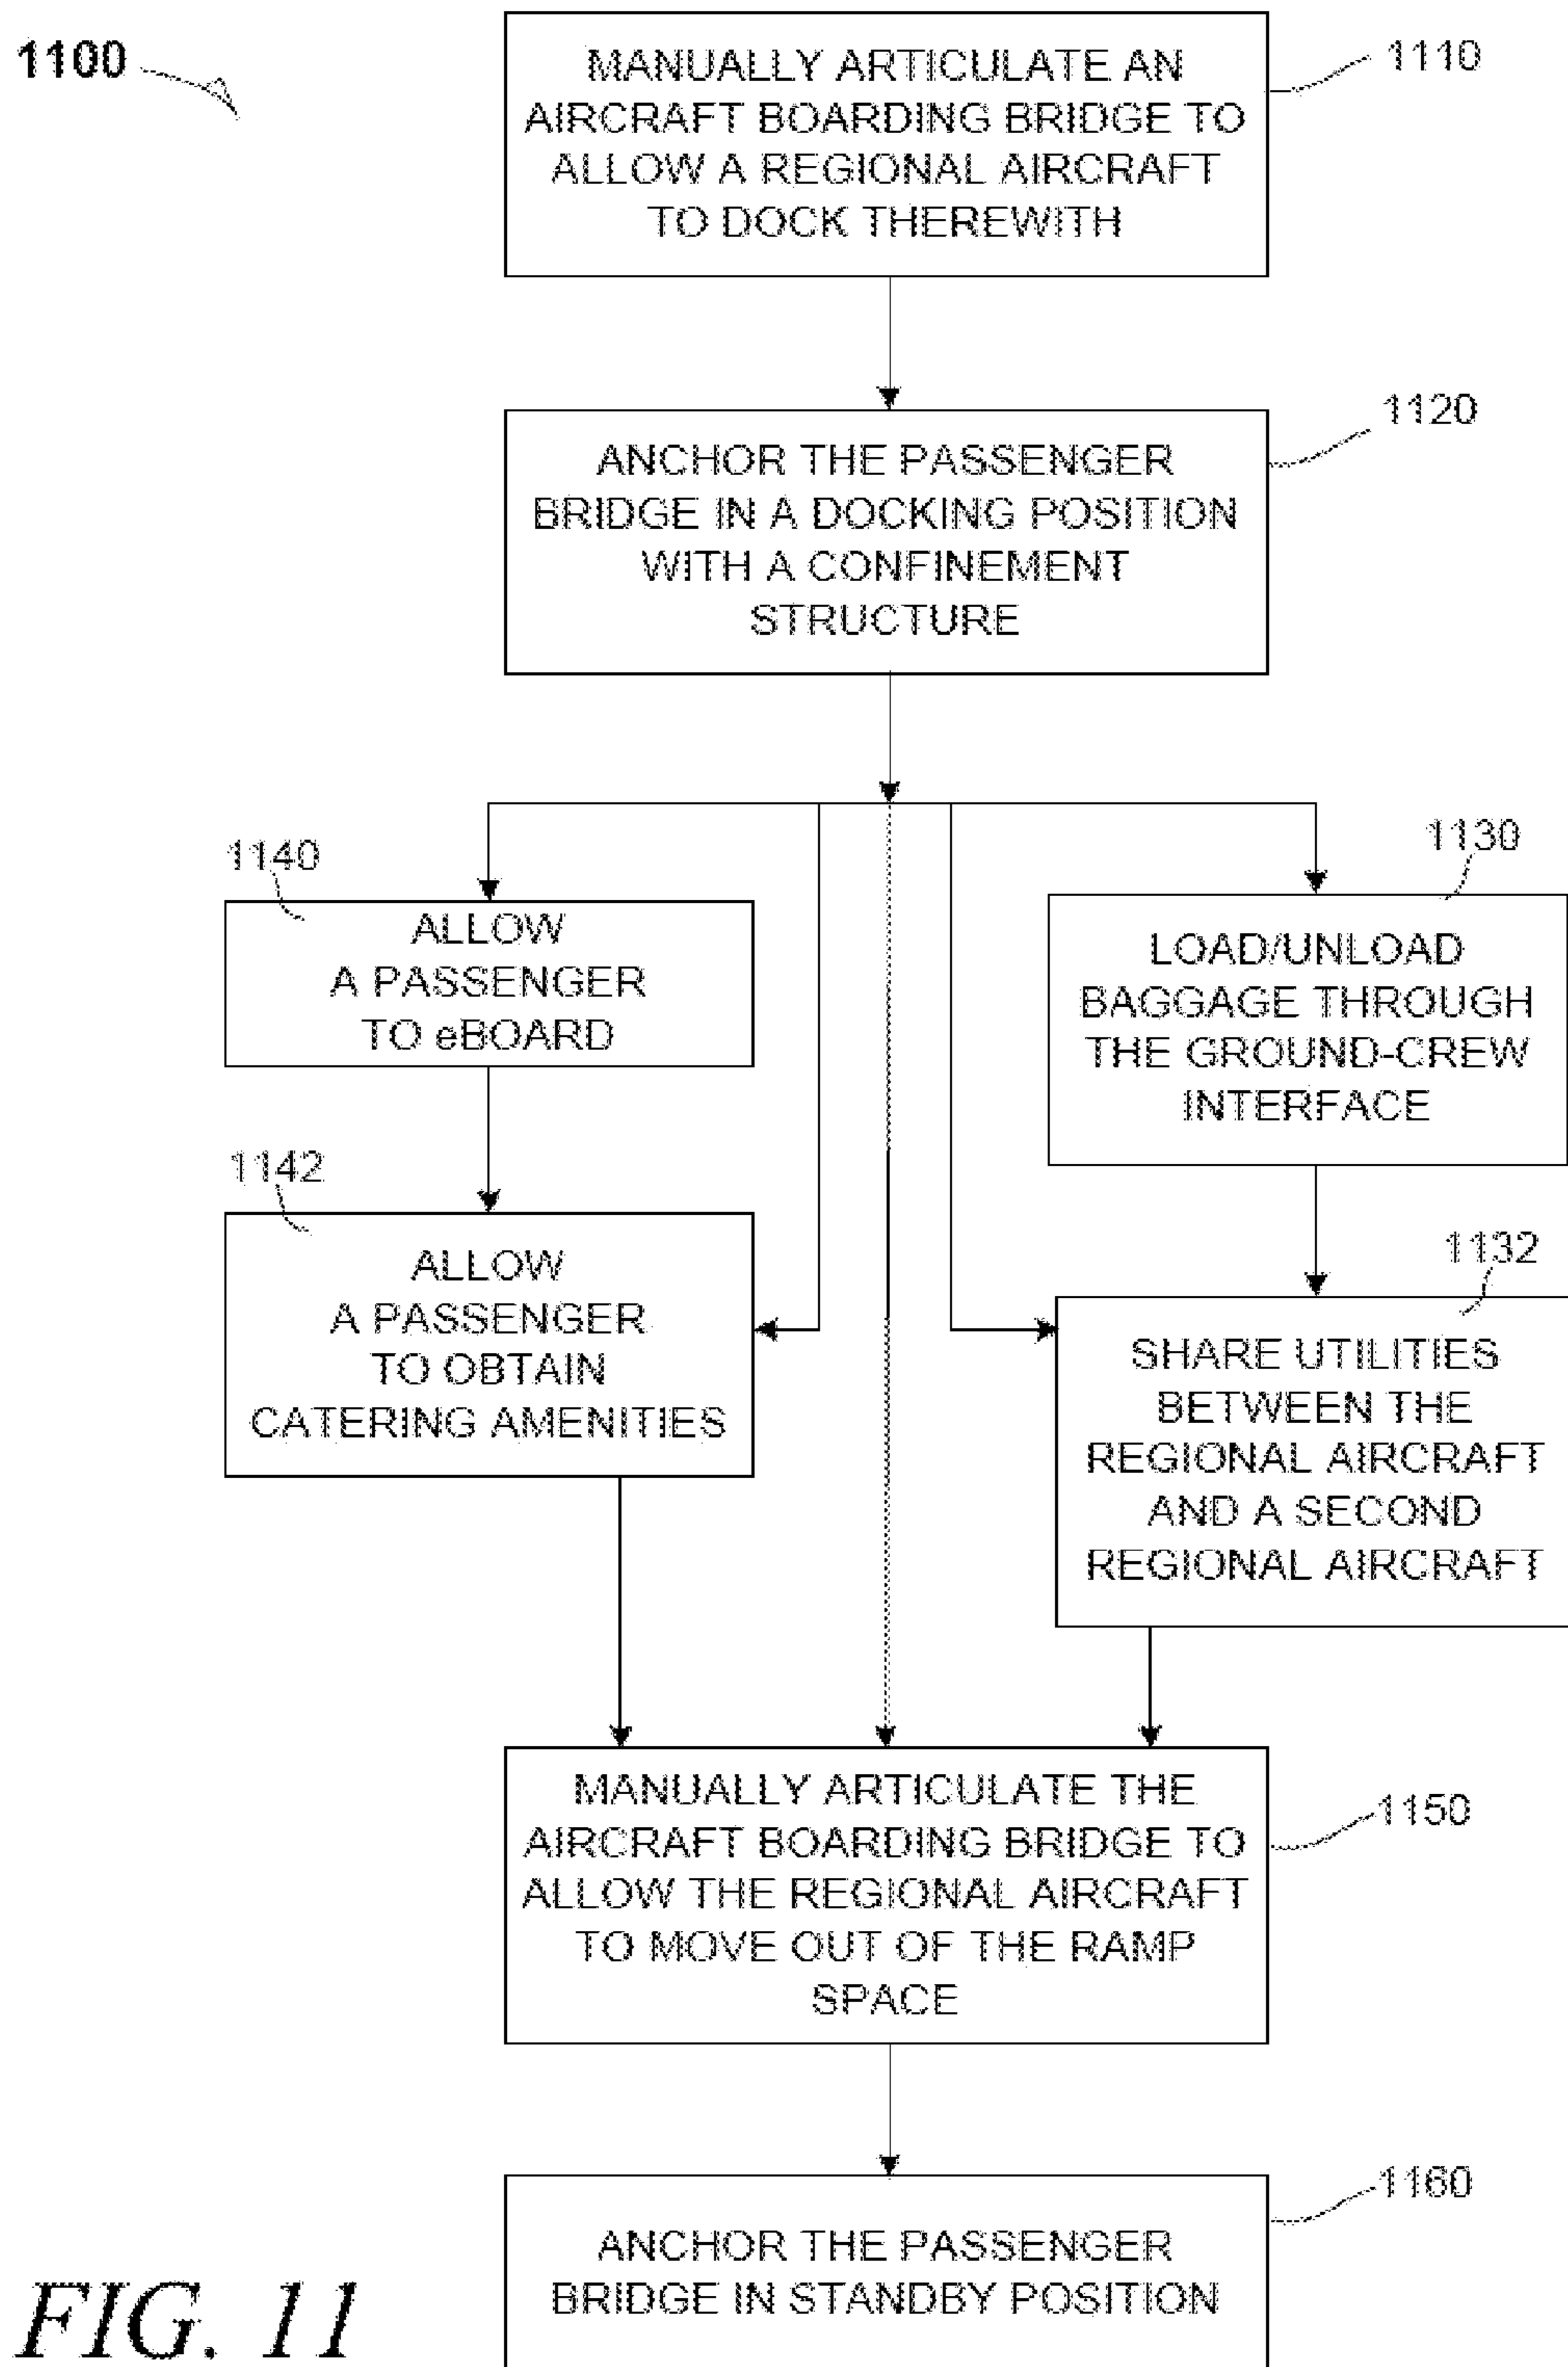 1100
MANUALLY ARTICULATE AN
AIRCRAFT BOARDING BRIDGE TO
ALLOW A REGIONAL AIRCRAFT
TO DOCK THEREWITH
1110
ANCHOR THE PASSENGER
BRIDGE IN A DOCKING POSITION
WITH A CONFINEMENT
STRUCTURE
1120
1140
ALLOW
A PASSENGER
TO eBOARD
1130
LOAD/UNLOAD
BAGGAGE THROUGH
THE GROUND-CREW
INTERFACE
1142
ALLOW
A PASSENGER
TO OBTAIN
CATERING AMENITIES
1132
SHARE UTILITIES
BETWEEN THE
REGIONAL AIRCRAFT
AND A SECOND
REGIONAL AIRCRAFT
MANUALLY ARTICULATE THE
AIRCRAFT BOARDING BRIDGE TO
ALLOW THE REGIONAL AIRCRAFT
TO MOVE OUT OF THE RAMP
SPACE
1150
ANCHOR THE PASSENGER
BRIDGE IN STANDBY POSITION
1160
FIG. 11